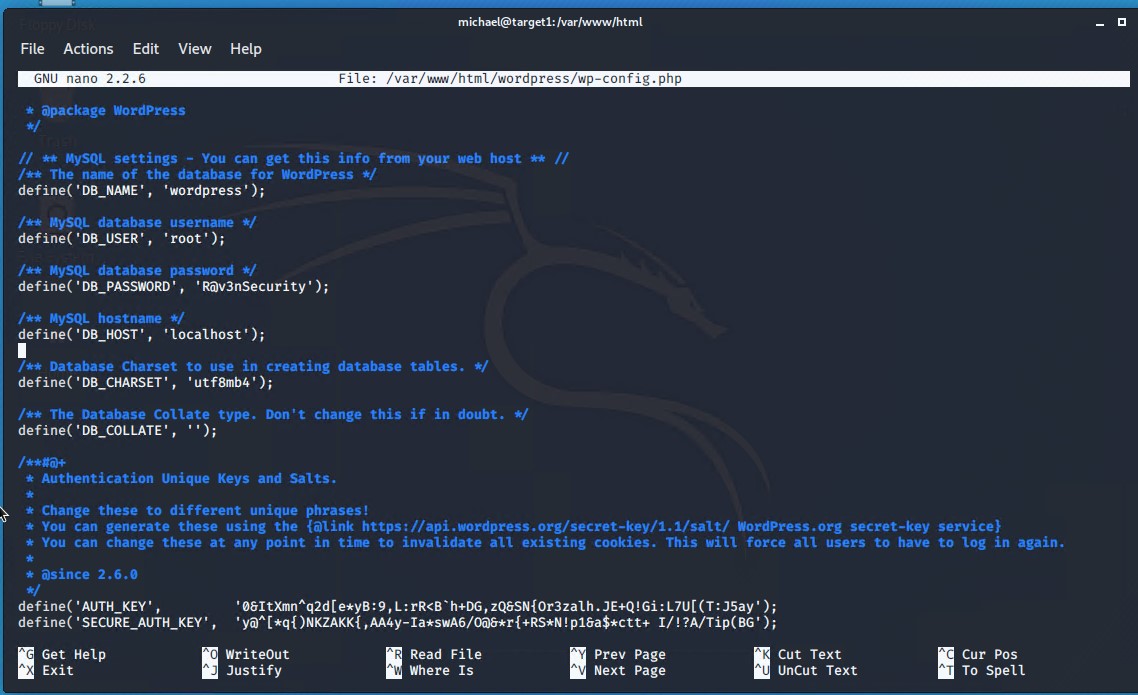 michael@target1:/var/www/html
File Actions Edit View Help
GNU nano 2.2.6 File: /var/www/html/wordpress/wp-config.php
* @package WordPress
*/
// ** MySQL settings - You can get this info from your web host ** //
/** The name of the database for WordPress */
define('DB_NAME', 'wordpress');
/** MySQL database username */
define('DB_USER', 'root');
/** MySQL database password */
define('DB_PASSWORD', 'R@v3nSecurity');
/** MySQL hostname */
define('DB_HOST', 'localhost');
/** Database Charset to use in creating database tables. */
define('DB_CHARSET', 'utf8mb4');
/** The Database Collate type. Don't change this if in doubt. */
define('DB_COLLATE', '');
/**#@+
* Authentication Unique Keys and Salts.
*
* Change these to different unique phrases!
* You can generate these using the {@link https://api.wordpress.org/secret-key/1.1/salt/ WordPress.org secret-key service}
* You can change these at any point in time to invalidate all existing cookies. This will force all users to have to log in again.
*
* @since 2.6.0
*/
define('AUTH_KEY', '0&ItXmn^q2d[e*yB:9,L:rR<B`h+DG,zQ&SN{Or3zalh.JE+Q!Gi:L7U[(T:J5ay');
define('SECURE_AUTH_KEY', 'y@^[*q{)NKZAKK{,AA4y-Ia*swA6/O@&*r{+RS*N!p1&a$*ctt+ I/!?A/Tip(BG');
^G Get Help ^O WriteOut ^R Read File ^Y Prev Page ^K Cut Text ^C Cur Pos
^X Exit ^J Justify ^W Where Is ^V Next Page ^U UnCut Text ^T To Spell